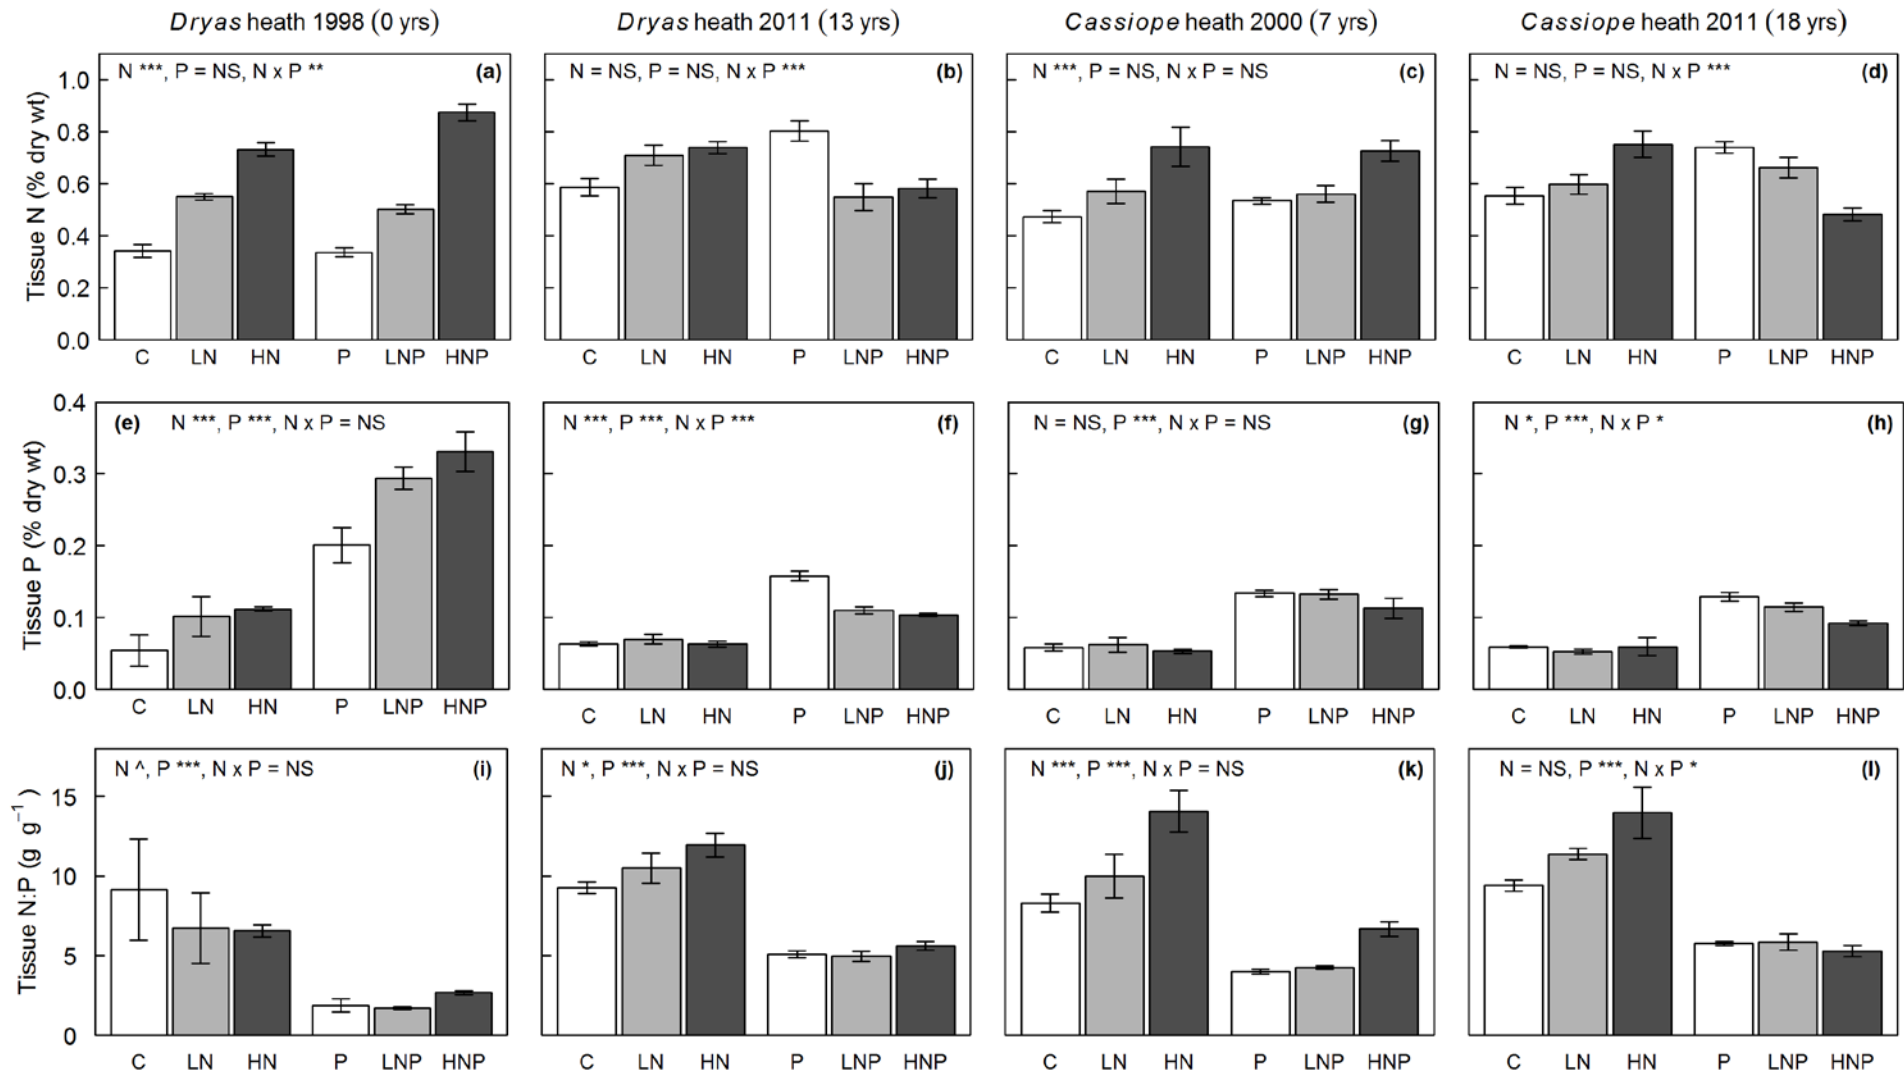 Dryas heath 1998 (0 yrs) Dryas heath 2011 (13 yrs) Cassiope heath 2000 (7 yrs) Cassiope heath 2011 (18 yrs)
Tissue N (% dry wt)
1.0
0.8
0.6
0.4
0.2
0.0
N ***, P = NS, N x P ** (a)
C LN HN P LNP HNP
N = NS, P = NS, N x P *** (b)
C LN HN P LNP HNP
N ***, P = NS, N x P = NS (c)
C LN HN P LNP HNP
N = NS, P = NS, N x P *** (d)
C LN HN P LNP HNP
Tissue P (% dry wt)
0.4
0.3
0.2
0.1
0.0
(e) N ***, P ***, N x P = NS
C LN HN P LNP HNP
N ***, P ***, N x P *** (f)
C LN HN P LNP HNP
N = NS, P ***, N x P = NS (g)
C LN HN P LNP HNP
N *, P ***, N x P * (h)
C LN HN P LNP HNP
Tissue N:P (g g⁻¹ )
15
10
5
0
N ^, P ***, N x P = NS (i)
C LN HN P LNP HNP
N *, P ***, N x P = NS (j)
C LN HN P LNP HNP
N ***, P ***, N x P = NS (k)
C LN HN P LNP HNP
N = NS, P ***, N x P * (l)
C LN HN P LNP HNP